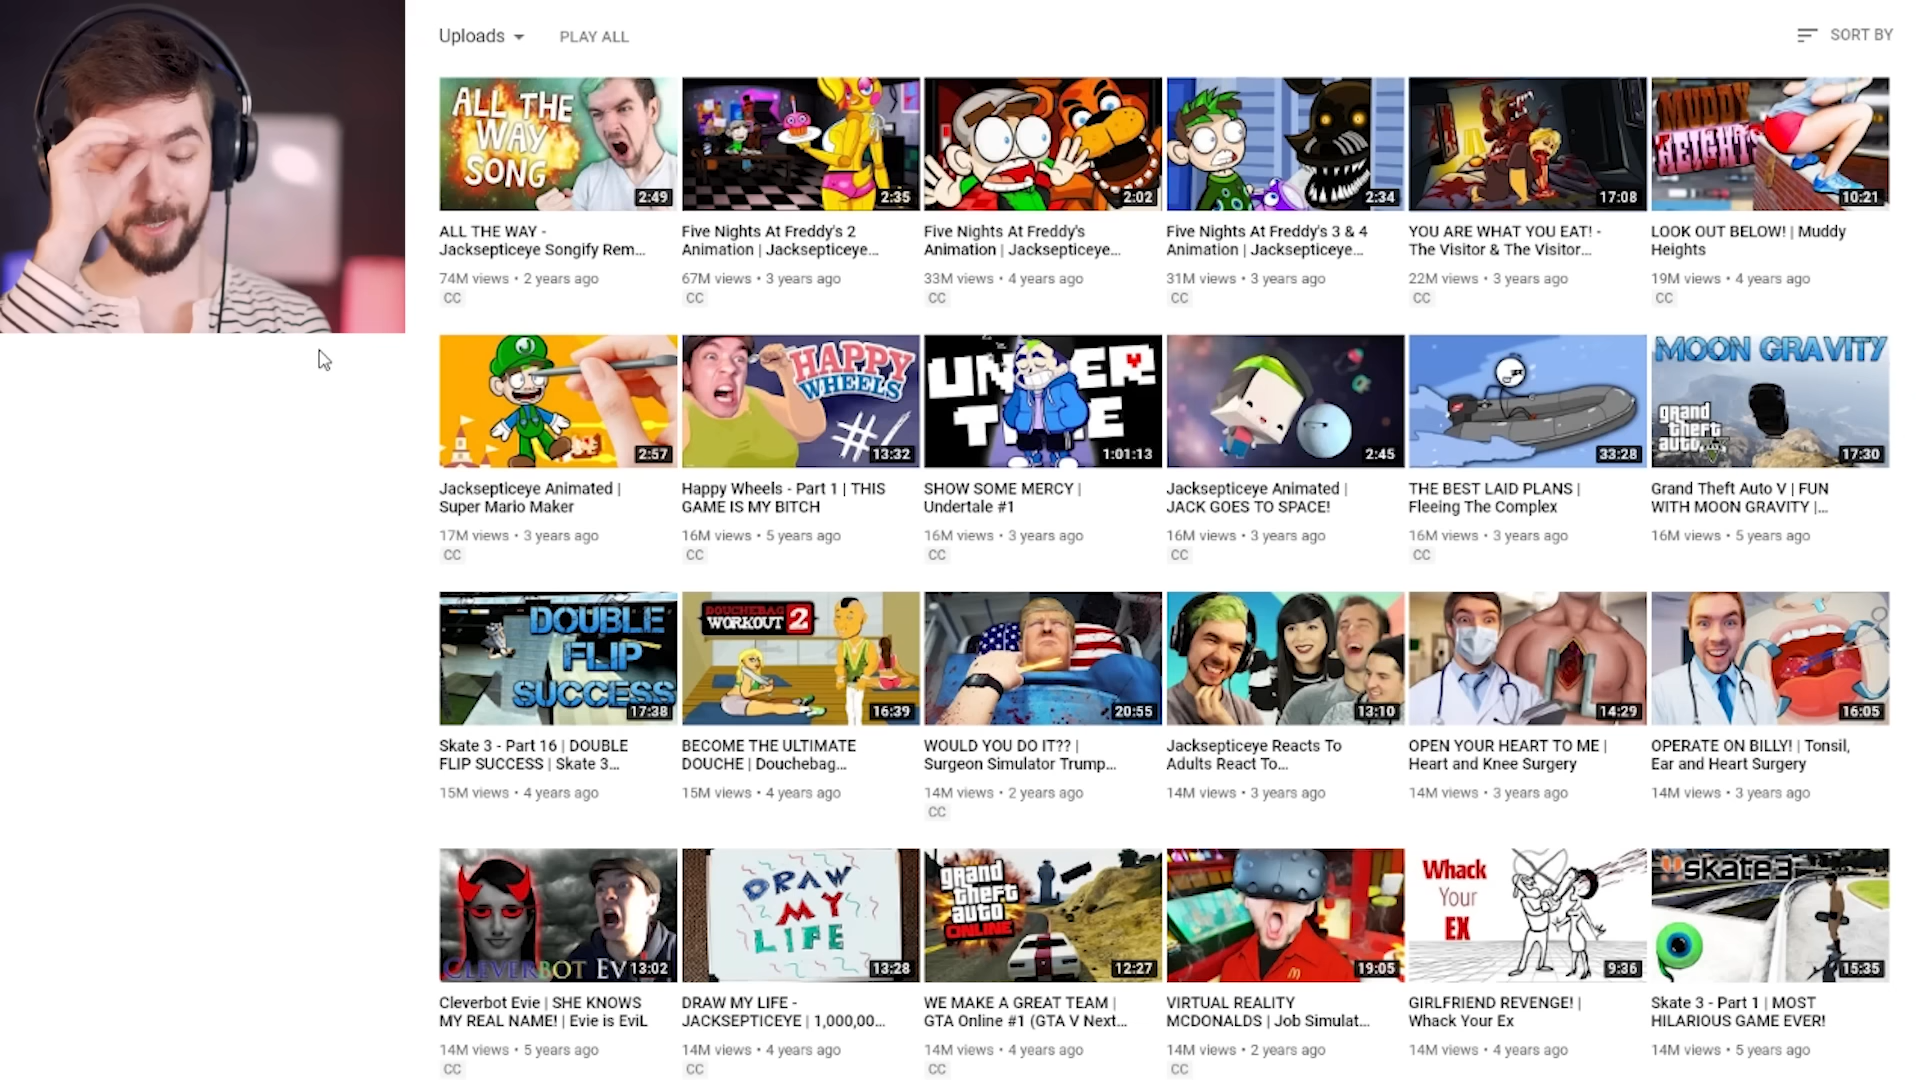 Uploads PLAY ALL SORT BY
ALL THE
WAY
SONG
2:49
2:35
2:02
2:34
17:08
MUDDY
HEIGHTS
10:21
ALL THE WAY -
Jacksepticeye Songify Rem...
74M views • 2 years ago
CC
Five Nights At Freddy's 2
Animation | Jacksepticeye...
67M views • 3 years ago
CC
Five Nights At Freddy's
Animation | Jacksepticeye...
33M views • 4 years ago
CC
Five Nights At Freddy's 3 & 4
Animation | Jacksepticeye...
31M views • 3 years ago
CC
YOU ARE WHAT YOU EAT! -
The Visitor & The Visitor...
22M views • 3 years ago
CC
LOOK OUT BELOW! | Muddy
Heights
19M views • 4 years ago
CC
J
2:57
HAPPY
WHEELS
#1
13:32
UNDER
1:01:13
2:45
33:28
MOON GRAVITY
grand
theft
auto
V
17:30
Jacksepticeye Animated |
Super Mario Maker
17M views • 3 years ago
CC
Happy Wheels - Part 1 | THIS
GAME IS MY BITCH
16M views • 5 years ago
CC
SHOW SOME MERCY |
Undertale #1
16M views • 3 years ago
CC
Jacksepticeye Animated |
JACK GOES TO SPACE!
16M views • 3 years ago
CC
THE BEST LAID PLANS |
Fleeing The Complex
16M views • 3 years ago
CC
Grand Theft Auto V | FUN
WITH MOON GRAVITY |...
16M views • 5 years ago
DOUBLE
FLIP
SUCCESS
17:38
DOUCHEBAG
WORKOUT 2
16:39
20:55
13:10
14:29
16:05
Skate 3 - Part 16 | DOUBLE
FLIP SUCCESS | Skate 3...
15M views • 4 years ago
BECOME THE ULTIMATE
DOUCHE | Douchebag...
15M views • 4 years ago
WOULD YOU DO IT?? |
Surgeon Simulator Trump...
14M views • 2 years ago
CC
Jacksepticeye Reacts To
Adults React To...
14M views • 3 years ago
OPEN YOUR HEART TO ME |
Heart and Knee Surgery
14M views • 3 years ago
OPERATE ON BILLY! | Tonsil,
Ear and Heart Surgery
14M views • 3 years ago
CLEVERBOT EV
13:02
DRAW
MY
LIFE
13:28
grand
theft
auto
ONLINE
12:27
19:05
Whack
Your
EX
9:36
skate3
15:35
Cleverbot Evie | SHE KNOWS
MY REAL NAME! | Evie is EviL
14M views • 5 years ago
CC
DRAW MY LIFE -
JACKSEPTICEYE | 1,000,00...
14M views • 4 years ago
CC
WE MAKE A GREAT TEAM |
GTA Online #1 (GTA V Next...
14M views • 4 years ago
CC
VIRTUAL REALITY
MCDONALDS | Job Simulat...
14M views • 2 years ago
CC
GIRLFRIEND REVENGE! |
Whack Your Ex
14M views • 4 years ago
Skate 3 - Part 1 | MOST
HILARIOUS GAME EVER!
14M views • 5 years ago